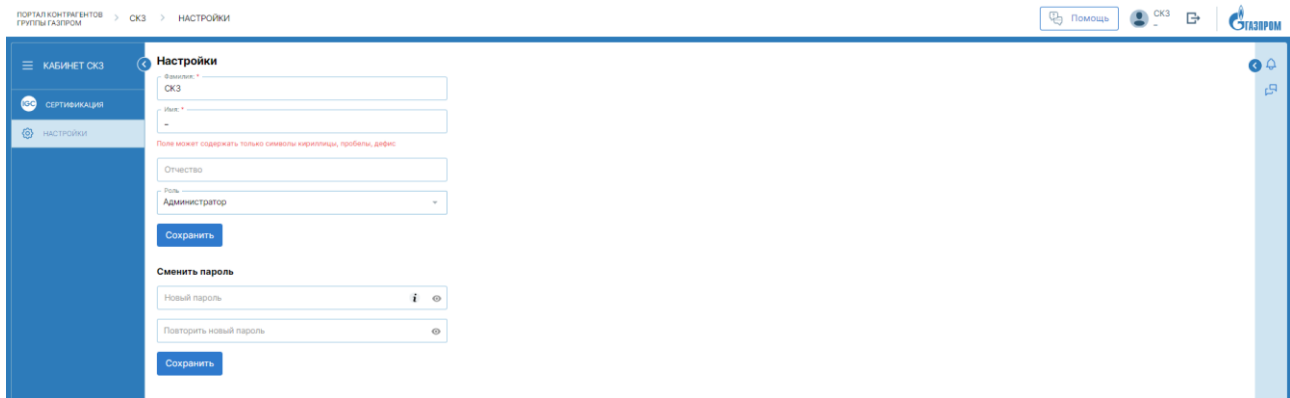 ПОРТАЛ КОНТРАГЕНТОВ
ГРУППЫ ГАЗПРОМ
СКЗ
НАСТРОЙКИ
Помощь
СКЗ
–
ГАЗПРОМ
КАБИНЕТ СКЗ
IGC
СЕРТИФИКАЦИЯ
НАСТРОЙКИ
Настройки
Фамилия: *
СКЗ
Имя: *
–
Поле может содержать только символы кириллицы, пробелы, дефис
Отчество
Роль
Администратор
Сохранить
Сменить пароль
Новый пароль
i
Повторить новый пароль
Сохранить